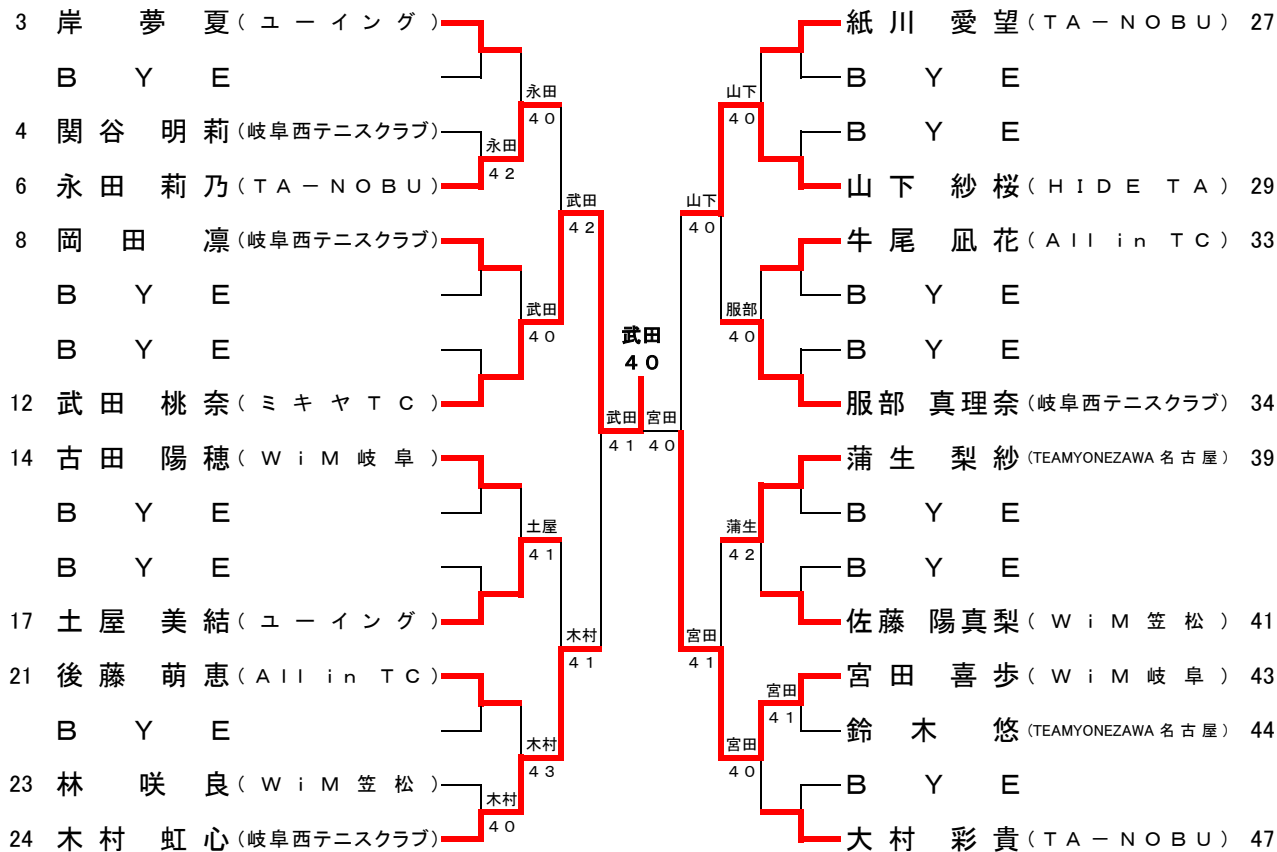 3 岸 夢 夏 (ユーイング)
B Y E
4 関谷 明莉 (岐阜西テニスクラブ)
6 永田 莉乃 (TA－NOBU)
8 岡田 凛 (岐阜西テニスクラブ)
B Y E
B Y E
12 武田 桃奈 (ミキヤTC)
14 古田 陽穂 (WiM岐阜)
B Y E
B Y E
17 土屋 美結 (ユーイング)
21 後藤 萌恵 (All in TC)
B Y E
23 林 咲良 (WiM笠松)
24 木村 虹心 (岐阜西テニスクラブ)
永田
42
木村
40
永田
40
武田
40
土屋
41
木村
43
武田
42
木村
41
武田
41
武田
40
宮田
40
山下
40
宮田
41
山下
40
服部
40
蒲生
42
宮田
40
宮田
41
紙川 愛望 (TA－NOBU) 27
B Y E
B Y E
山下 紗桜 (HIDE TA) 29
牛尾 凪花 (All in TC) 33
B Y E
B Y E
服部 真理奈 (岐阜西テニスクラブ) 34
蒲生 梨紗 (TEAMYONEZAWA名古屋) 39
B Y E
B Y E
佐藤 陽真梨 (WiM笠松) 41
宮田 喜歩 (WiM岐阜) 43
鈴木 悠 (TEAMYONEZAWA名古屋) 44
B Y E
大村 彩貴 (TA－NOBU) 47